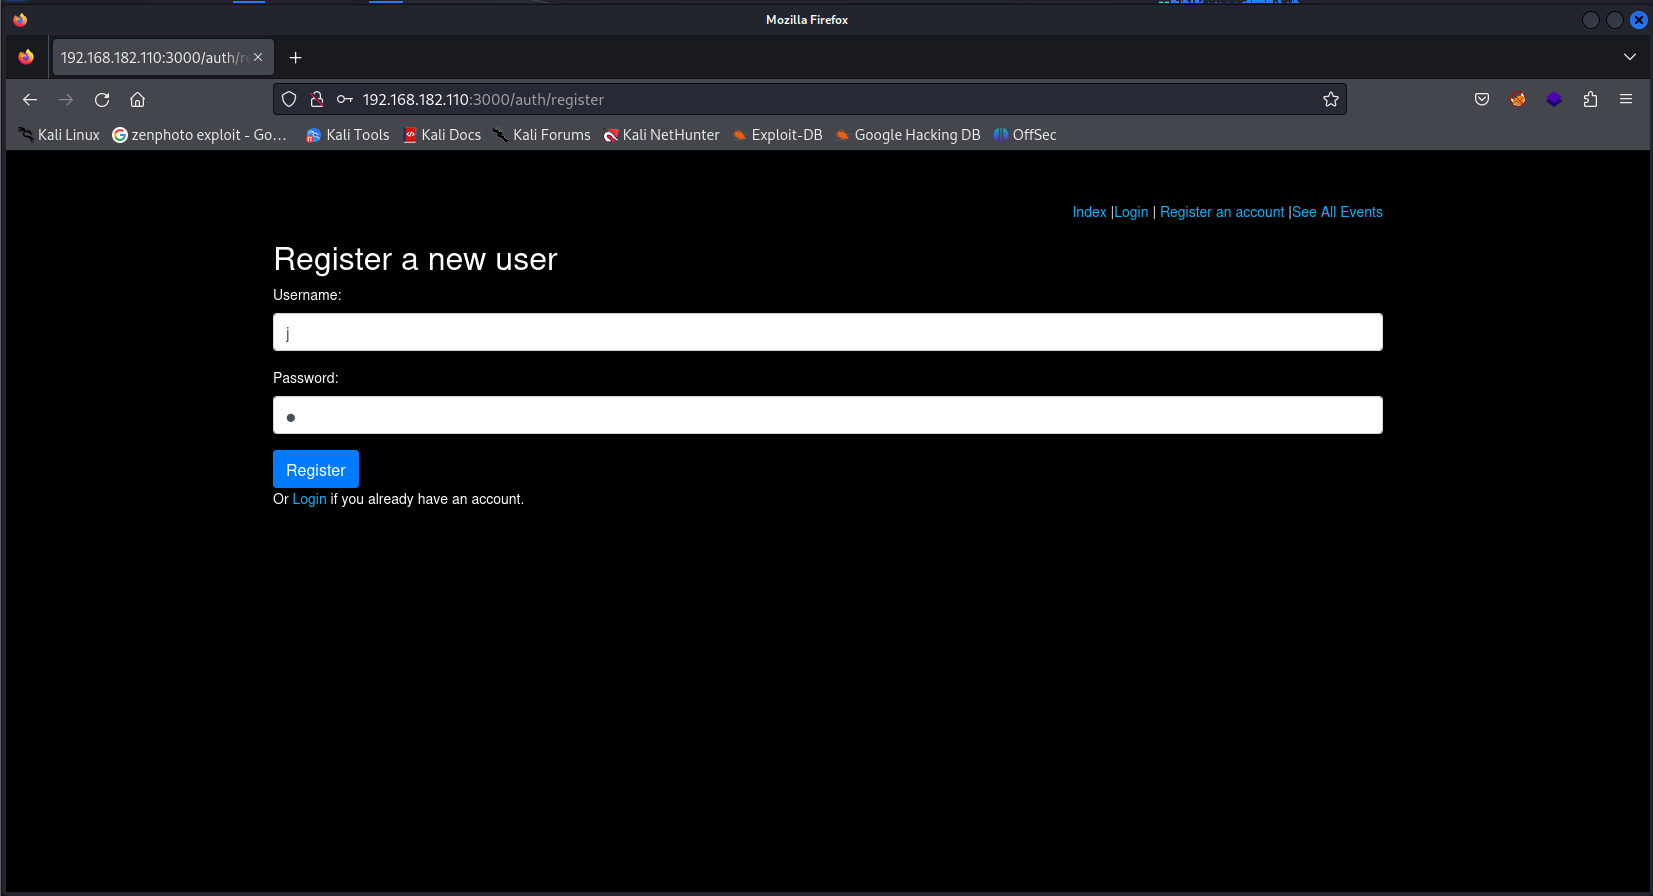 Mozilla Firefox
192.168.182.110:3000/auth/re
192.168.182.110:3000/auth/register
Kali Linux zenphoto exploit - Go... Kali Tools Kali Docs Kali Forums Kali NetHunter Exploit-DB Google Hacking DB OffSec
Index |Login | Register an account |See All Events
Register a new user
Username:
j
Password:
Register
Or Login if you already have an account.